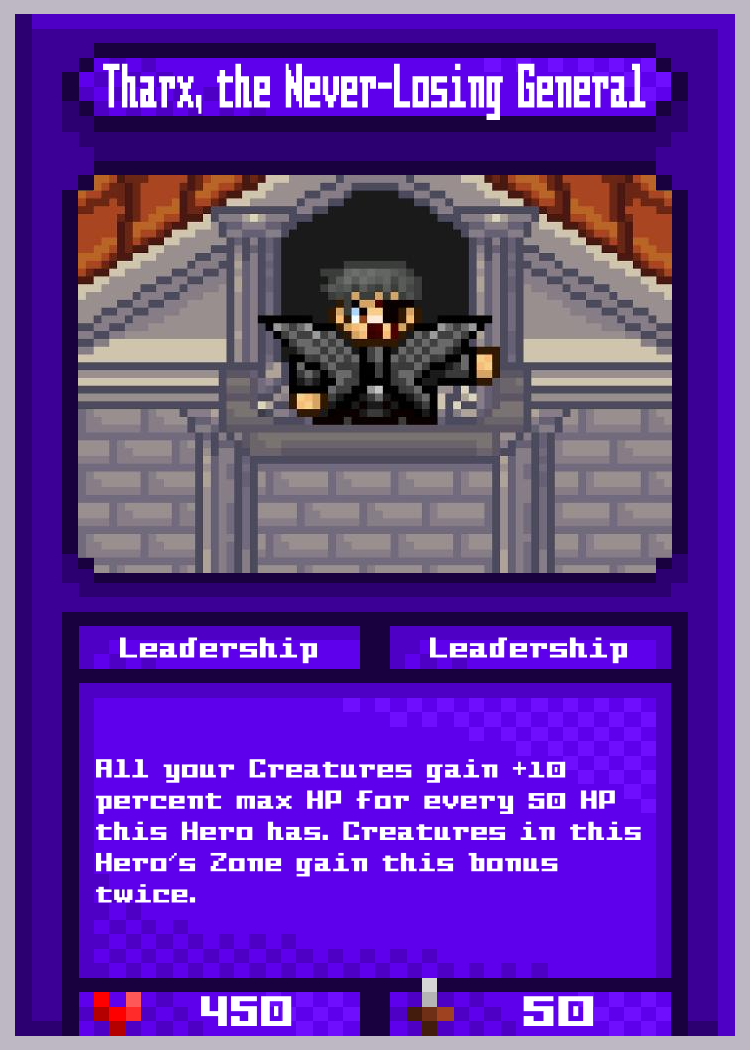 Tharx, the Never-Losing General
Leadership
Leadership
All your Creatures gain +10
percent max HP for every 50 HP
this Hero has. Creatures in this
Hero's Zone gain this bonus
twice.
450
50